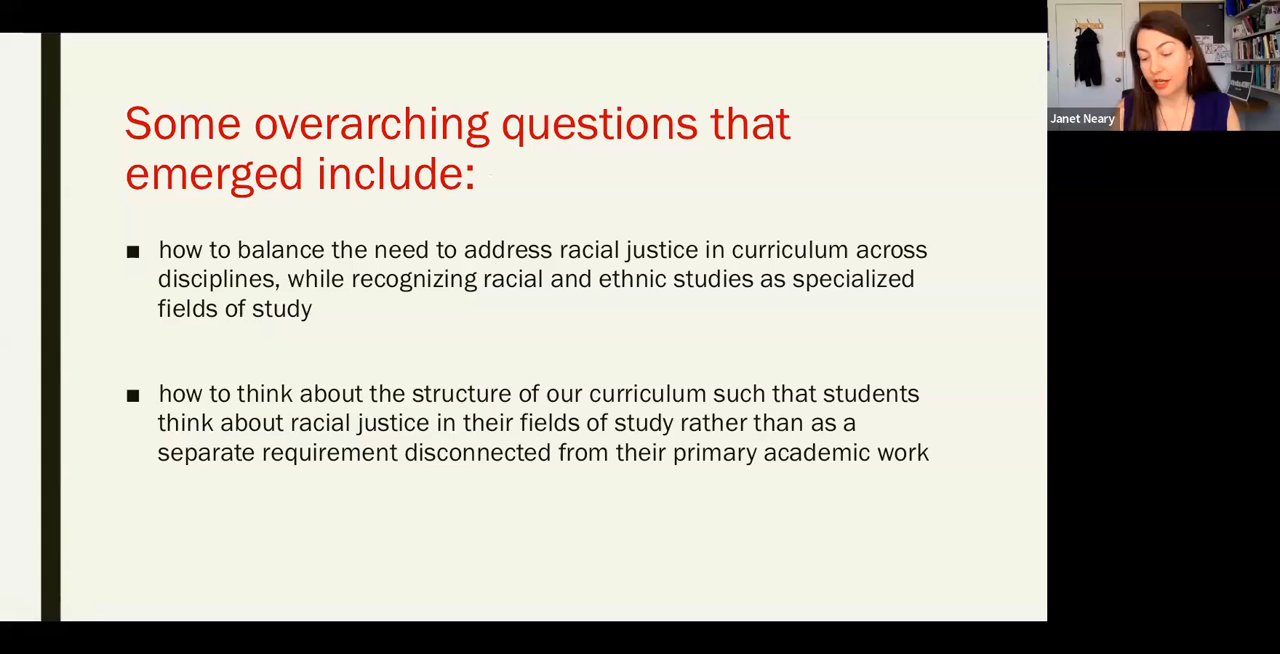 Some overarching questions that
emerged include:
■ how to balance the need to address racial justice in curriculum across
disciplines, while recognizing racial and ethnic studies as specialized
fields of study
■ how to think about the structure of our curriculum such that students
think about racial justice in their fields of study rather than as a
separate requirement disconnected from their primary academic work
Janet Neary